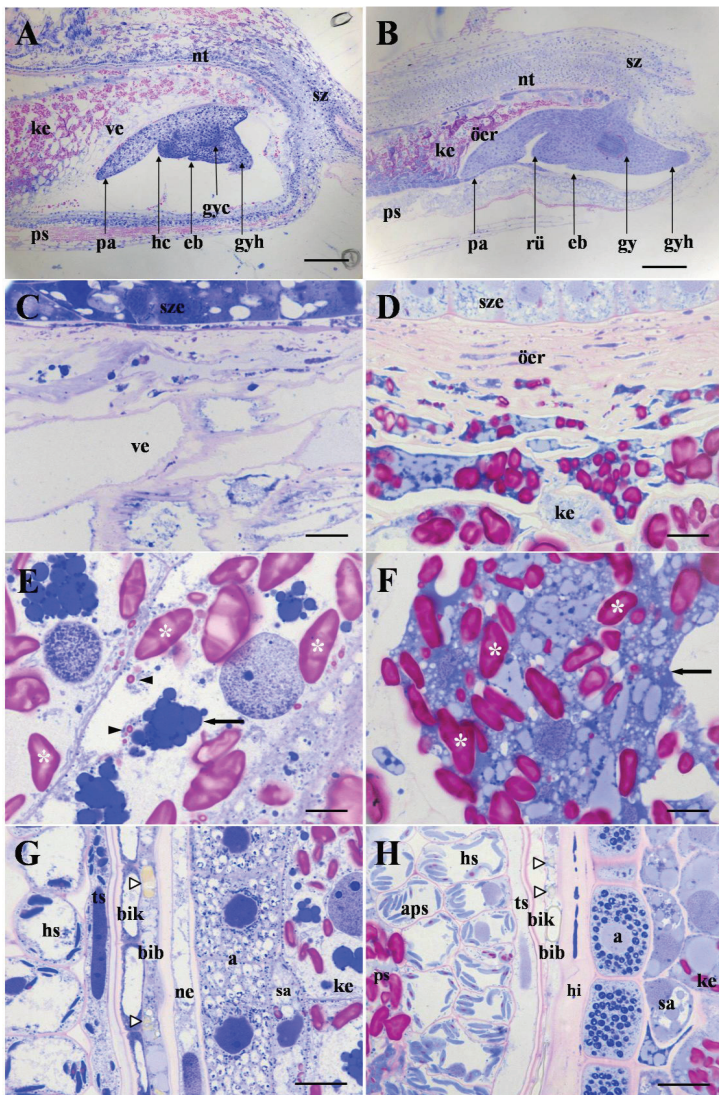 A
nt
sz
ke
ve
gyc
ps
pa hc eb gyh
B
nt
sz
öer
ke
ps
pa rü eb gy gyh
C
sze
ve
D
sze
öer
ke
E
*
*
*
F
*
*
*
G
ts
hs
bik
bib
a
ne
sa
ke
H
hs
ts
aps
bik
a
bib
ps
ke
hi
sa